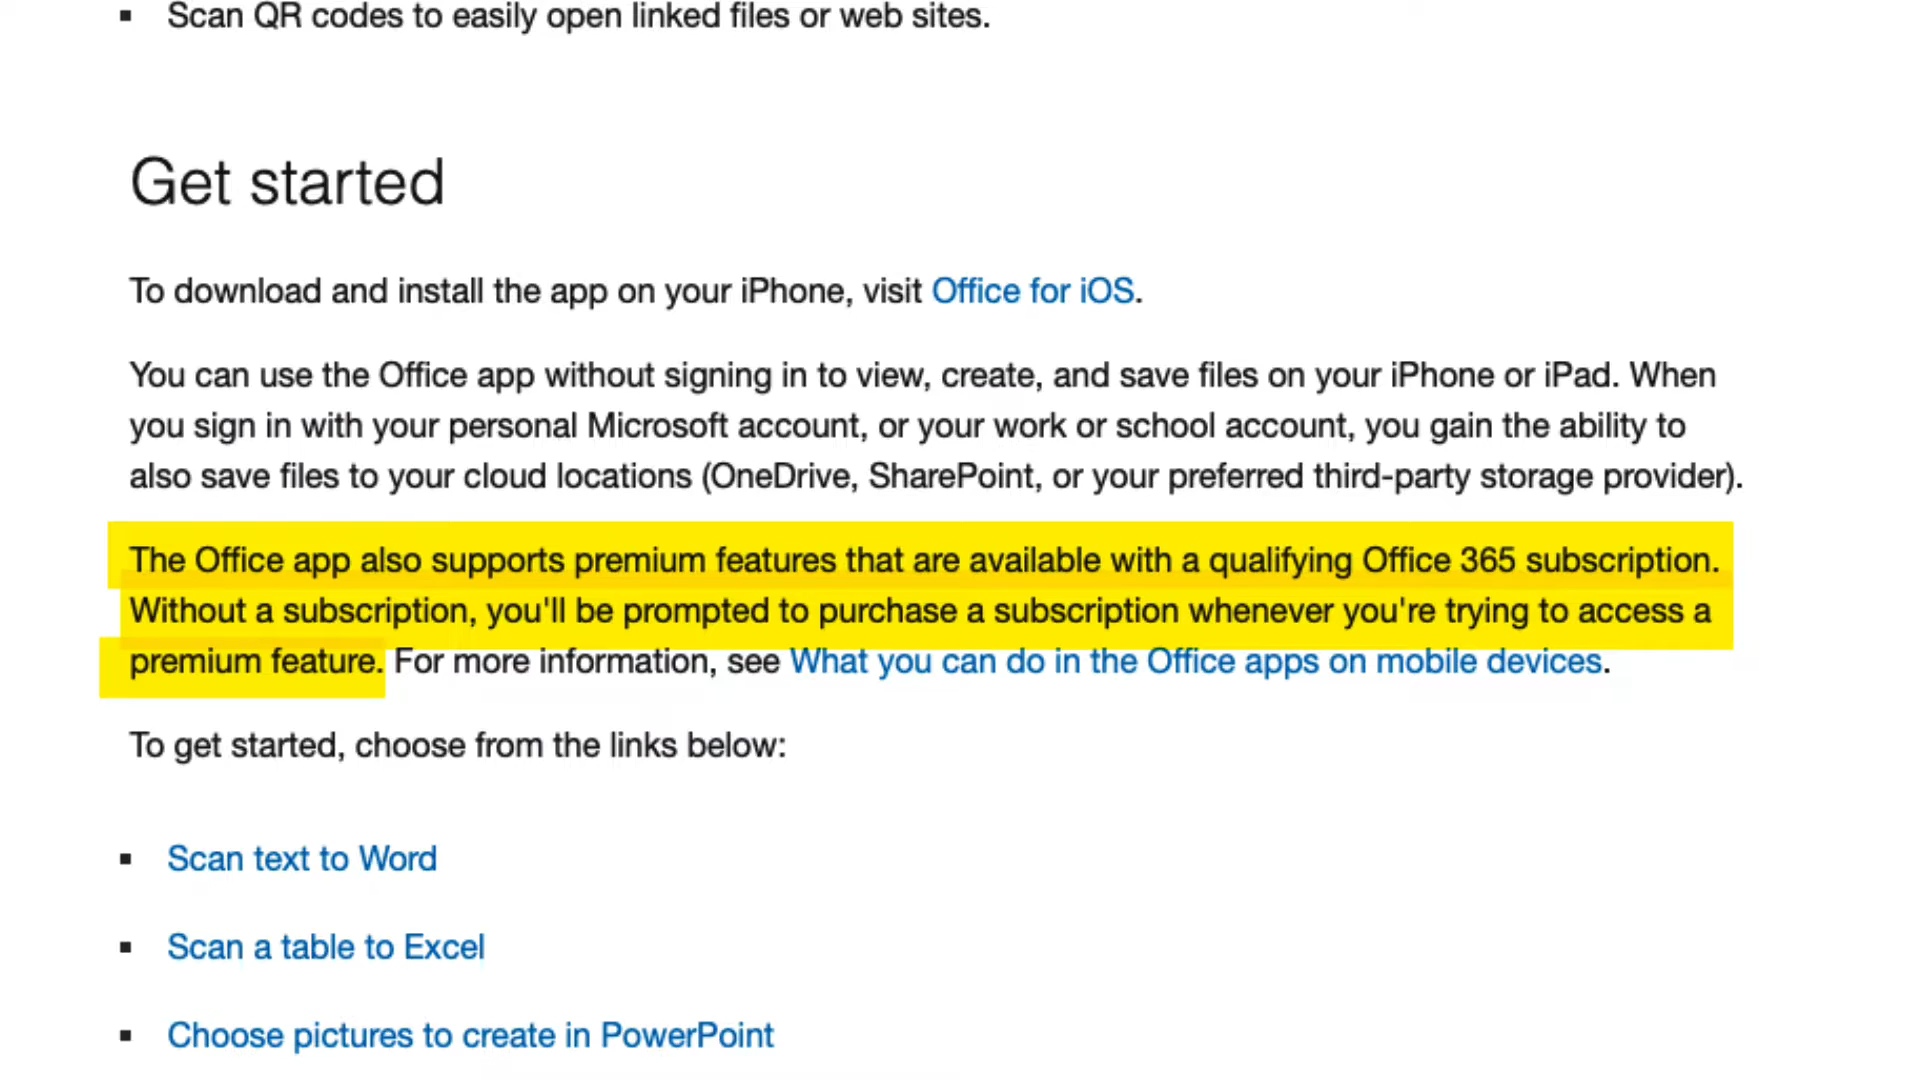 ▪ Scan QR codes to easily open linked files or web sites.
Get started
To download and install the app on your iPhone, visit Office for iOS.
You can use the Office app without signing in to view, create, and save files on your iPhone or iPad. When
you sign in with your personal Microsoft account, or your work or school account, you gain the ability to
also save files to your cloud locations (OneDrive, SharePoint, or your preferred third-party storage provider).
The Office app also supports premium features that are available with a qualifying Office 365 subscription.
Without a subscription, you'll be prompted to purchase a subscription whenever you're trying to access a
premium feature. For more information, see What you can do in the Office apps on mobile devices.
To get started, choose from the links below:
▪ Scan text to Word
▪ Scan a table to Excel
▪ Choose pictures to create in PowerPoint